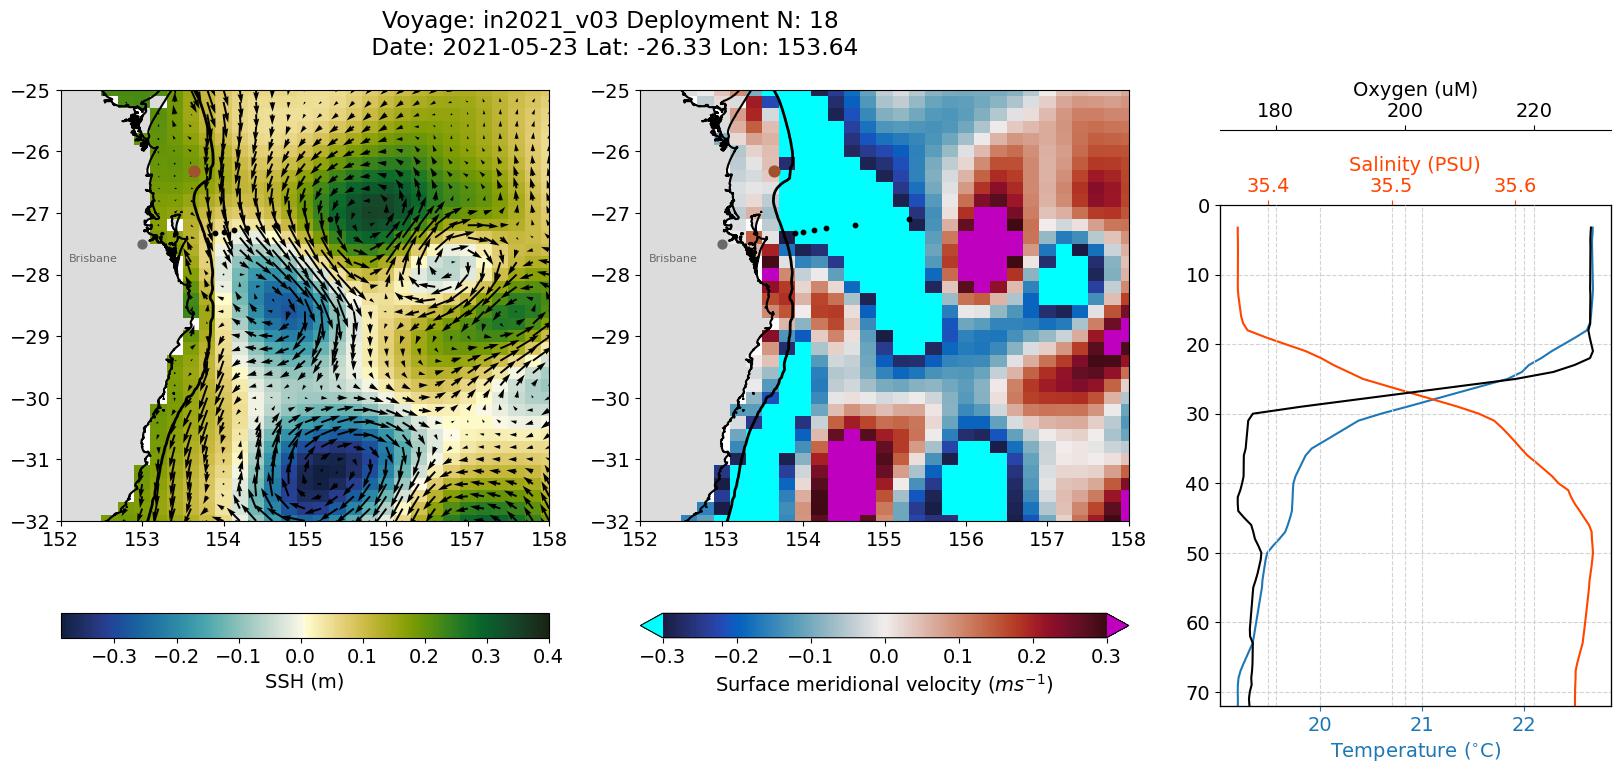 Voyage: in2021_v03 Deployment N: 18
Date: 2021-05-23 Lat: -26.33 Lon: 153.64
−25
−26
−27
−28
−29
−30
−31
−32
152 153 154 155 156 157 158
Brisbane
−0.3 −0.2 −0.1 0.0 0.1 0.2 0.3 0.4
SSH (m)
−25
−26
−27
−28
−29
−30
−31
−32
152 153 154 155 156 157 158
Brisbane
−0.3 −0.2 −0.1 0.0 0.1 0.2 0.3
Surface meridional velocity (ms⁻¹)
Oxygen (uM)
180 200 220
Salinity (PSU)
35.4 35.5 35.6
0
10
20
30
40
50
60
70
20 21 22
Temperature (°C)